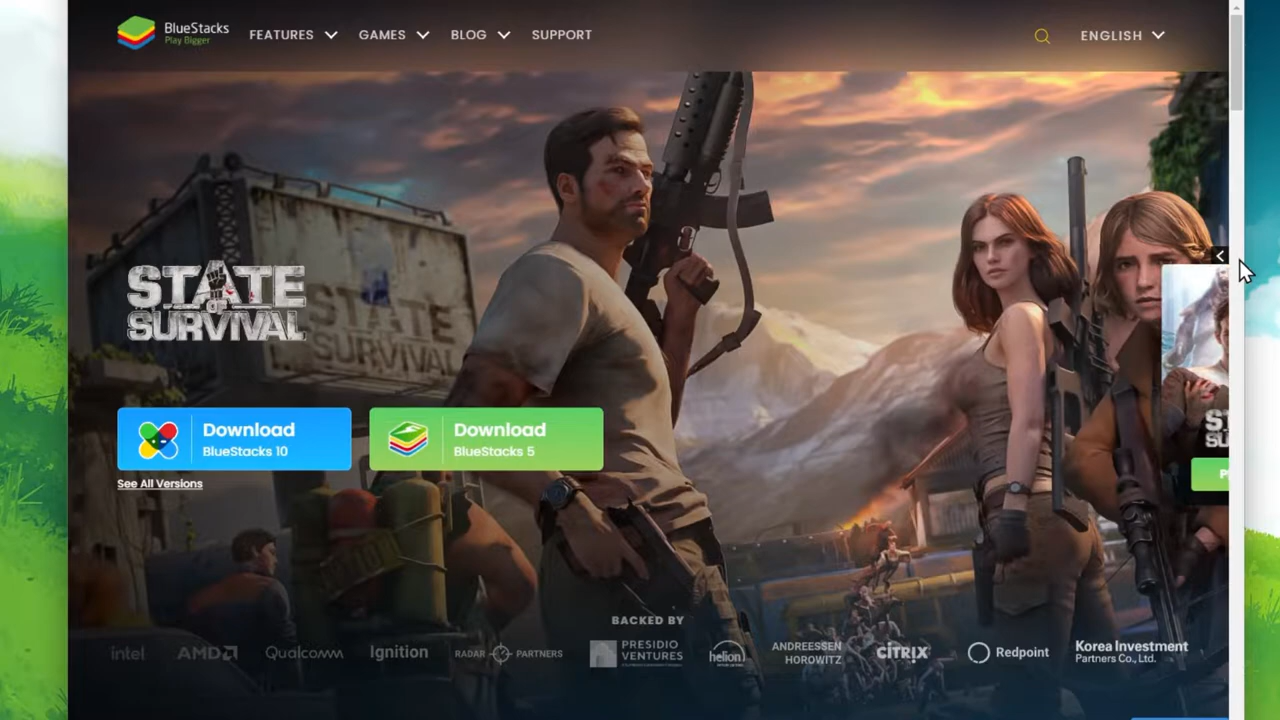 BlueStacks
Play Bigger
FEATURES
GAMES
BLOG
SUPPORT
ENGLISH
STATE
OF
SURVIVAL
STATE
SURVIVAL
Download
BlueStacks 10
Download
BlueStacks 5
See All Versions
BACKED BY
intel
AMD
Qualcomm
Ignition
RADAR PARTNERS
PRESIDIO
VENTURES
helion
ANDREESSEN
HOROWITZ
CITRIX
Redpoint
Korea Investment
Partners Co., Ltd.